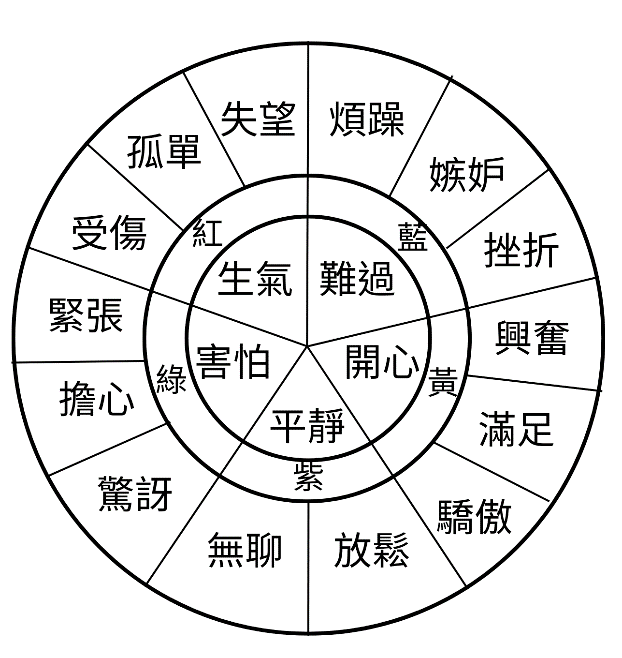 失望
煩躁
孤單
嫉妒
受傷
紅
藍
挫折
生氣
難過
緊張
興奮
害怕
開心
綠
黃
擔心
平靜
滿足
紫
驚訝
驕傲
無聊
放鬆